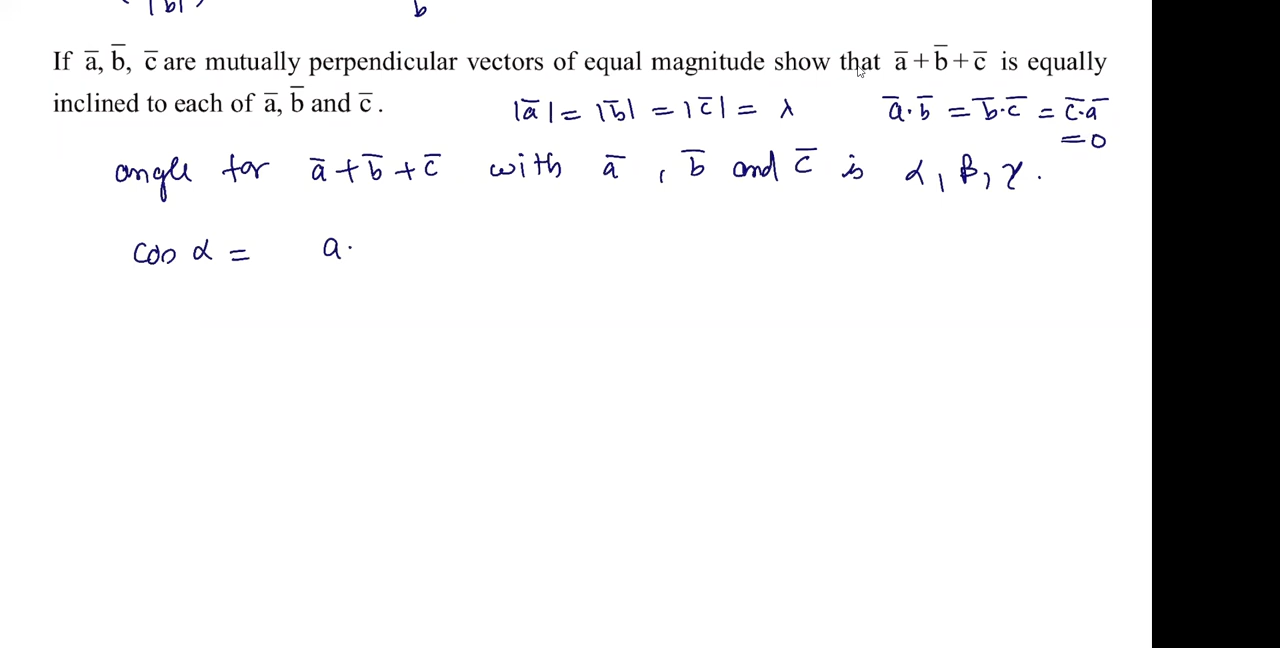 |b| b
If a̅, b̅, c̅ are mutually perpendicular vectors of equal magnitude show that a̅ + b̅ + c̅ is equally
inclined to each of a̅, b̅ and c̅.
|a̅| = |b̅| = |c̅| = λ a̅·b̅ = b̅·c̅ = c̅·a̅
= 0
angle for a̅ + b̅ + c̅ with a̅, b̅ and c̅ is α, β, γ.
cos α = a·